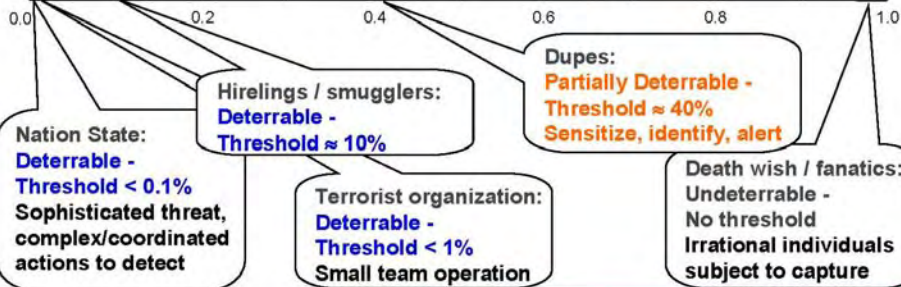 0.0 0.2 0.4 0.6 0.8 1.0
Dupes:
Partially Deterrable -
Threshold ≈ 40%
Sensitize, identify, alert
Hirelings / smugglers:
Deterrable -
Threshold ≈ 10%
Nation State:
Deterrable -
Threshold < 0.1%
Sophisticated threat,
complex/coordinated
actions to detect
Terrorist organization:
Deterrable -
Threshold < 1%
Small team operation
Death wish / fanatics:
Undeterrable -
No threshold
Irrational individuals
subject to capture